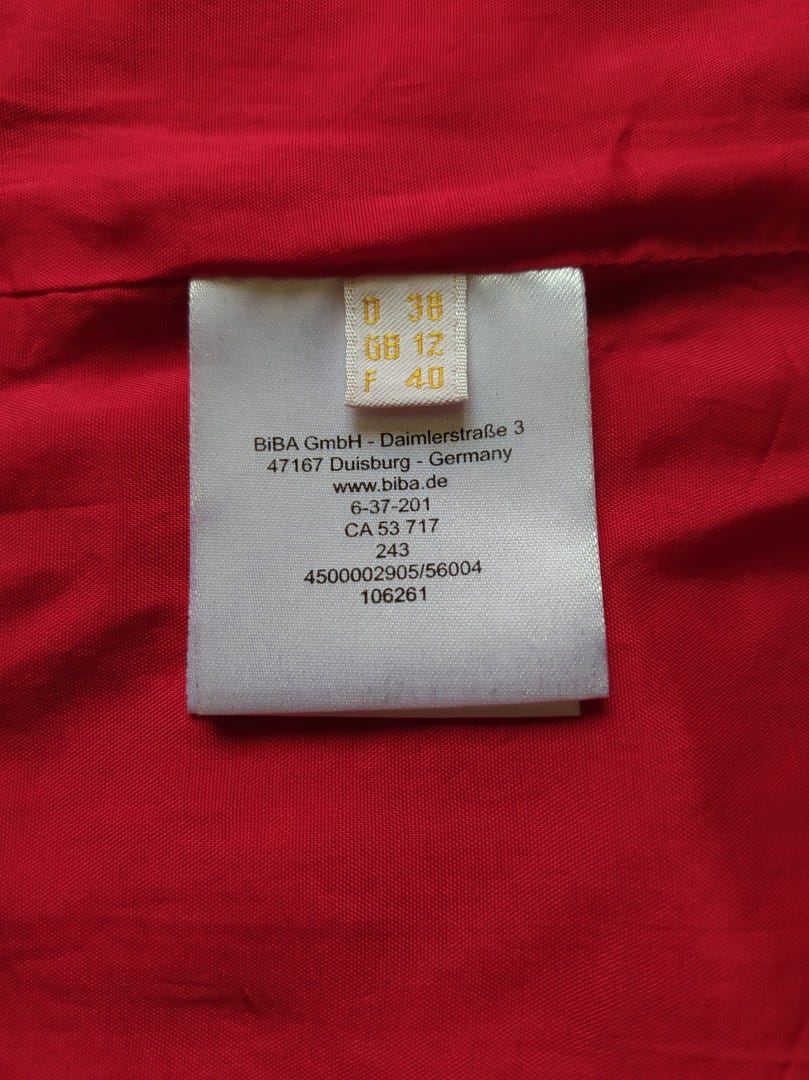 D 38
GB 12
F 40
BiBA GmbH - Daimlerstraße 3
47167 Duisburg - Germany
www.biba.de
6-37-201
CA 53 717
243
4500002905/56004
106261